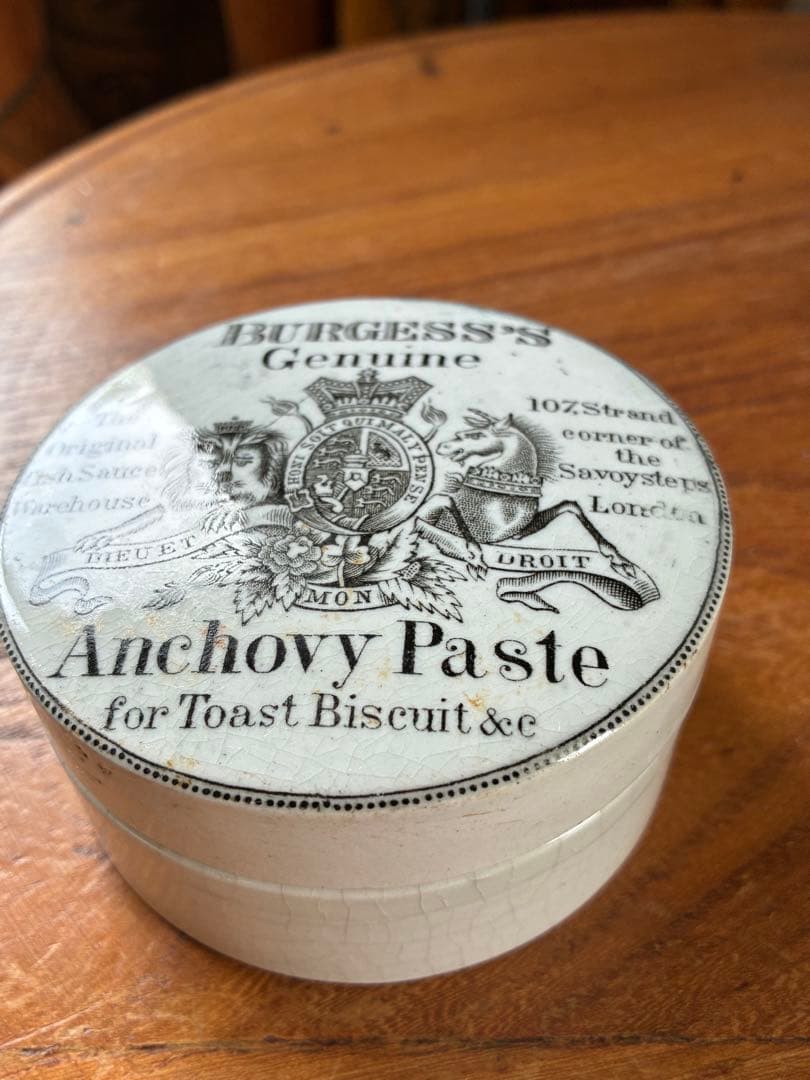 BURGESS'S
Genuine
The
Original
Fish Sauce
Warehouse
107 Strand
corner of
the
Savoy steps
London
HONI SOIT QUI MAL Y PENSE
DIEU ET
MON
DROIT
Anchovy Paste
for Toast Biscuit &c